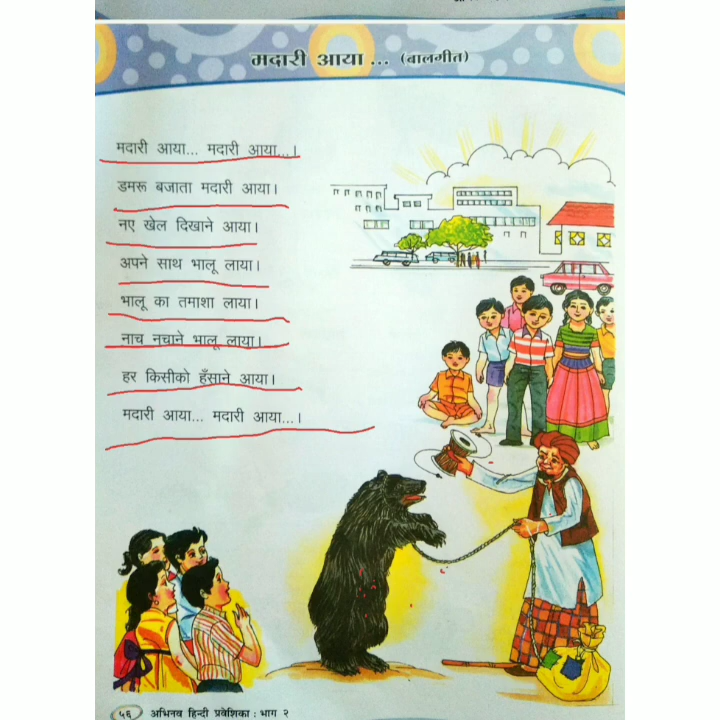 मदारी आया ... (बालगीत)
मदारी आया... मदारी आया...।
डमरू बजाता मदारी आया।
नए खेल दिखाने आया।
अपने साथ भालू लाया।
भालू का तमाशा लाया।
नाच नचाने भालू लाया।
हर किसीको हँसाने आया।
मदारी आया... मदारी आया...।
५६ अभिनव हिन्दी प्रवेशिका : भाग २